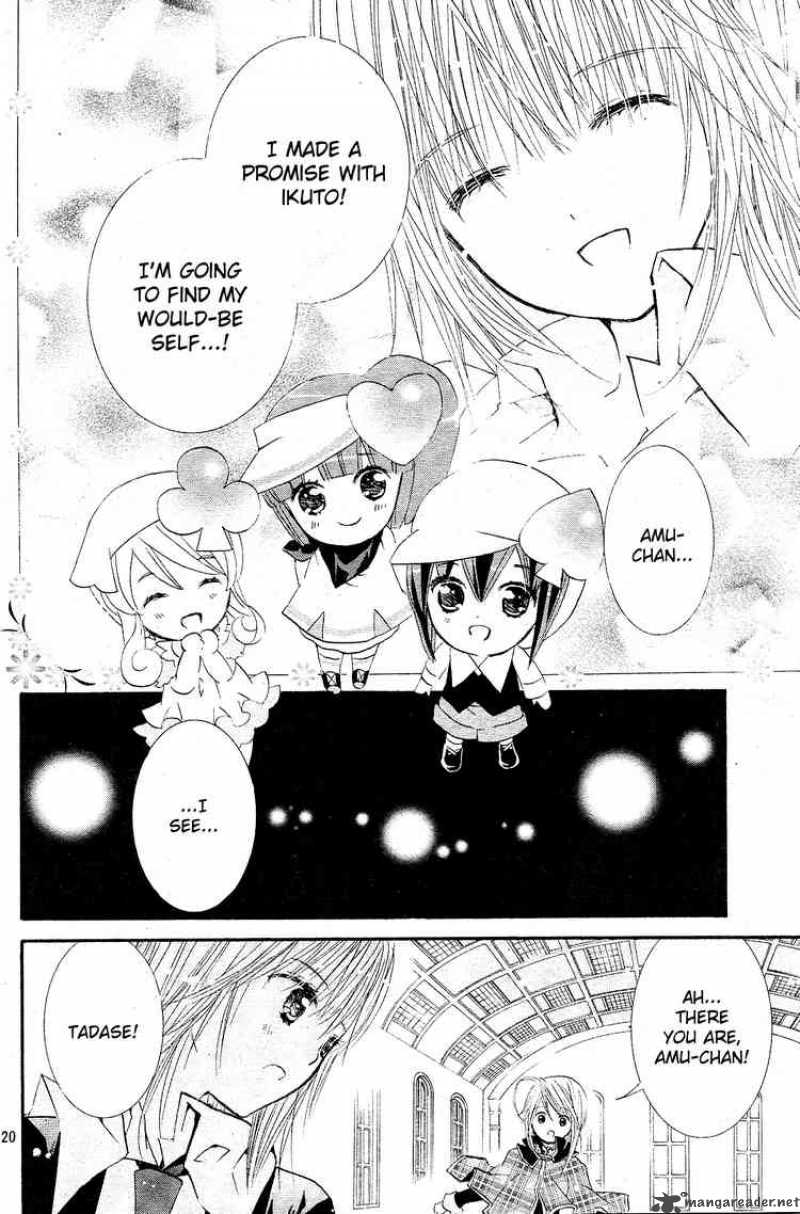 I MADE A
PROMISE WITH
IKUTO!
I'M GOING
TO FIND MY
WOULD-BE
SELF...!
AMU-
CHAN...
...I
SEE...
AH...
THERE
YOU ARE,
AMU-CHAN!
TADASE!
20
mangareader.net